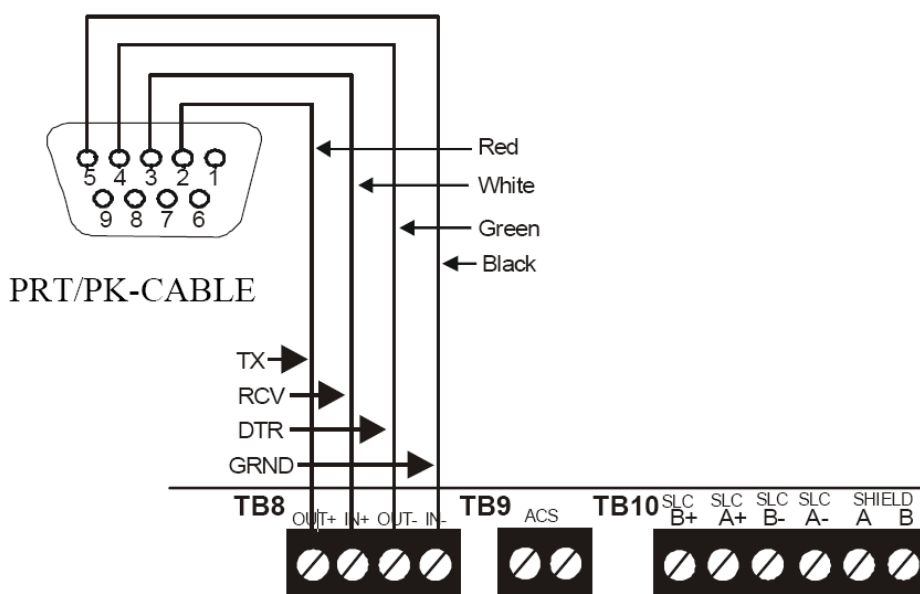 5 4 3 2 1
9 8 7 6
PRT/PK-CABLE
Red
White
Green
Black
TX
RCV
DTR
GRND
TB8 OUT+ IN+ OUT- IN-
TB9 ACS
TB10 SLC B+ SLC A+ SLC B- SLC A- SHIELD A B